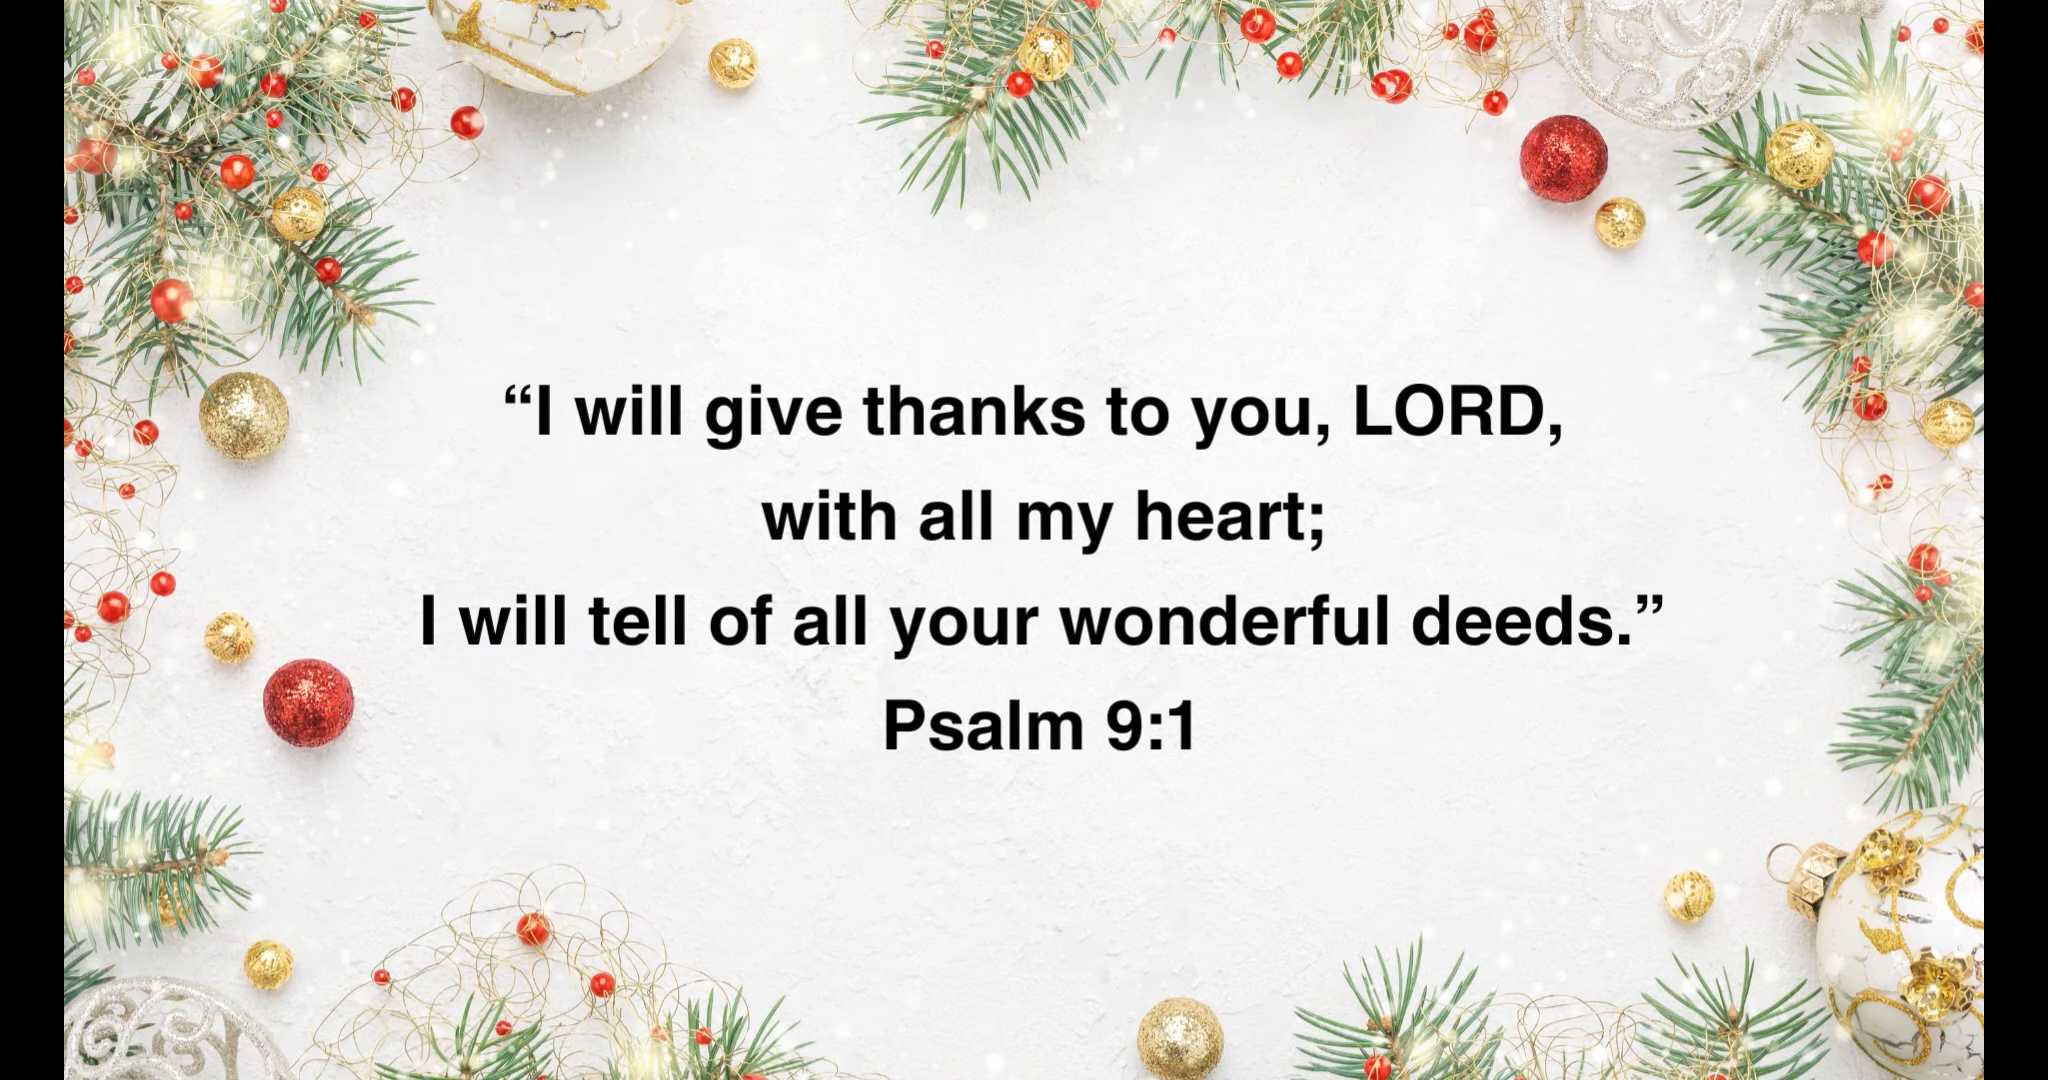 “I will give thanks to you, LORD,
with all my heart;
I will tell of all your wonderful deeds.”
Psalm 9:1